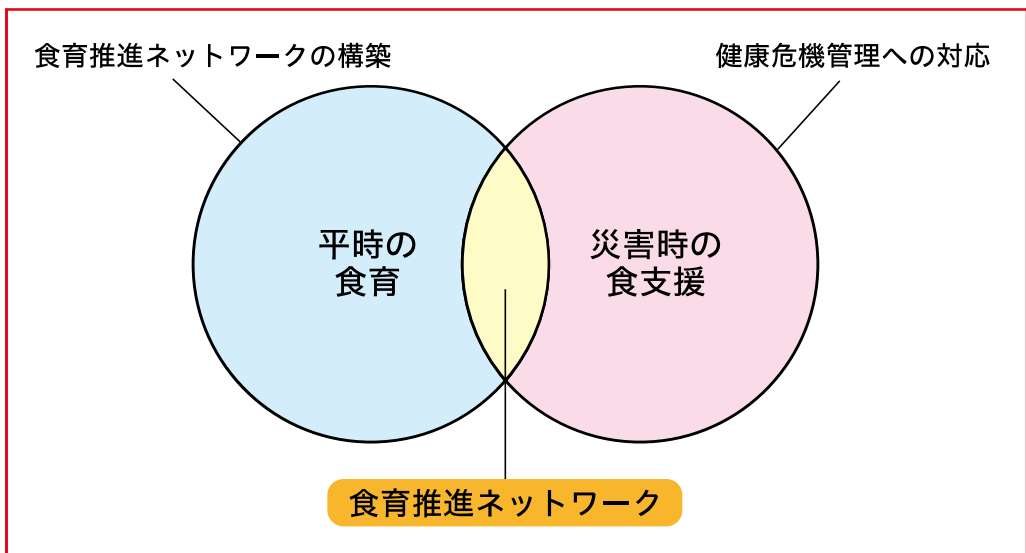 食育推進ネットワークの構築
健康危機管理への対応
平時の
食育
災害時の
食支援
食育推進ネットワーク